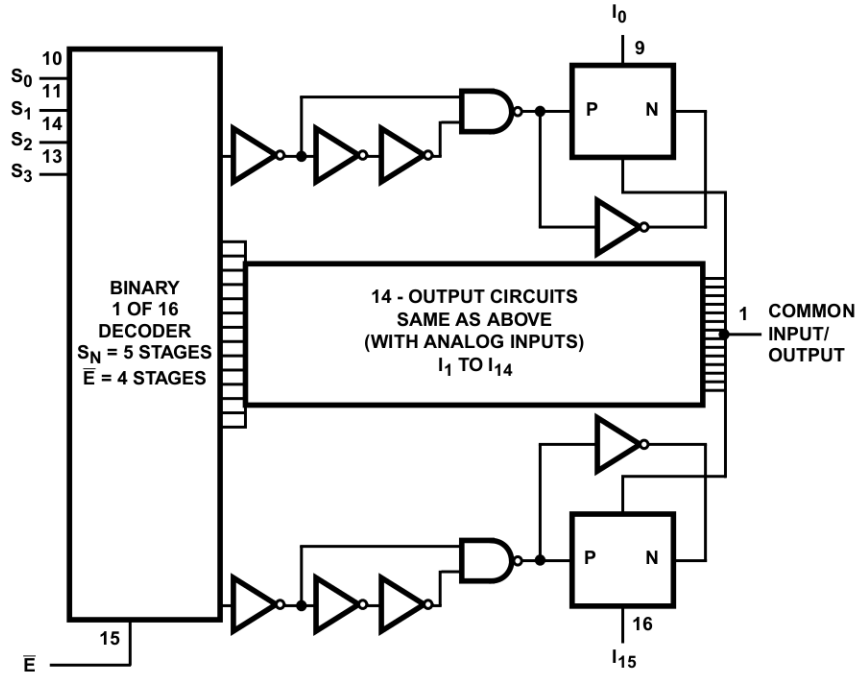 I0
9
10
S0
11
S1
14
S2
13
S3
P N
BINARY
1 OF 16
DECODER
SN = 5 STAGES
E̅ = 4 STAGES
14 - OUTPUT CIRCUITS
SAME AS ABOVE
(WITH ANALOG INPUTS)
I1 TO I14
1
COMMON
INPUT/
OUTPUT
P N
15
E̅
16
I15